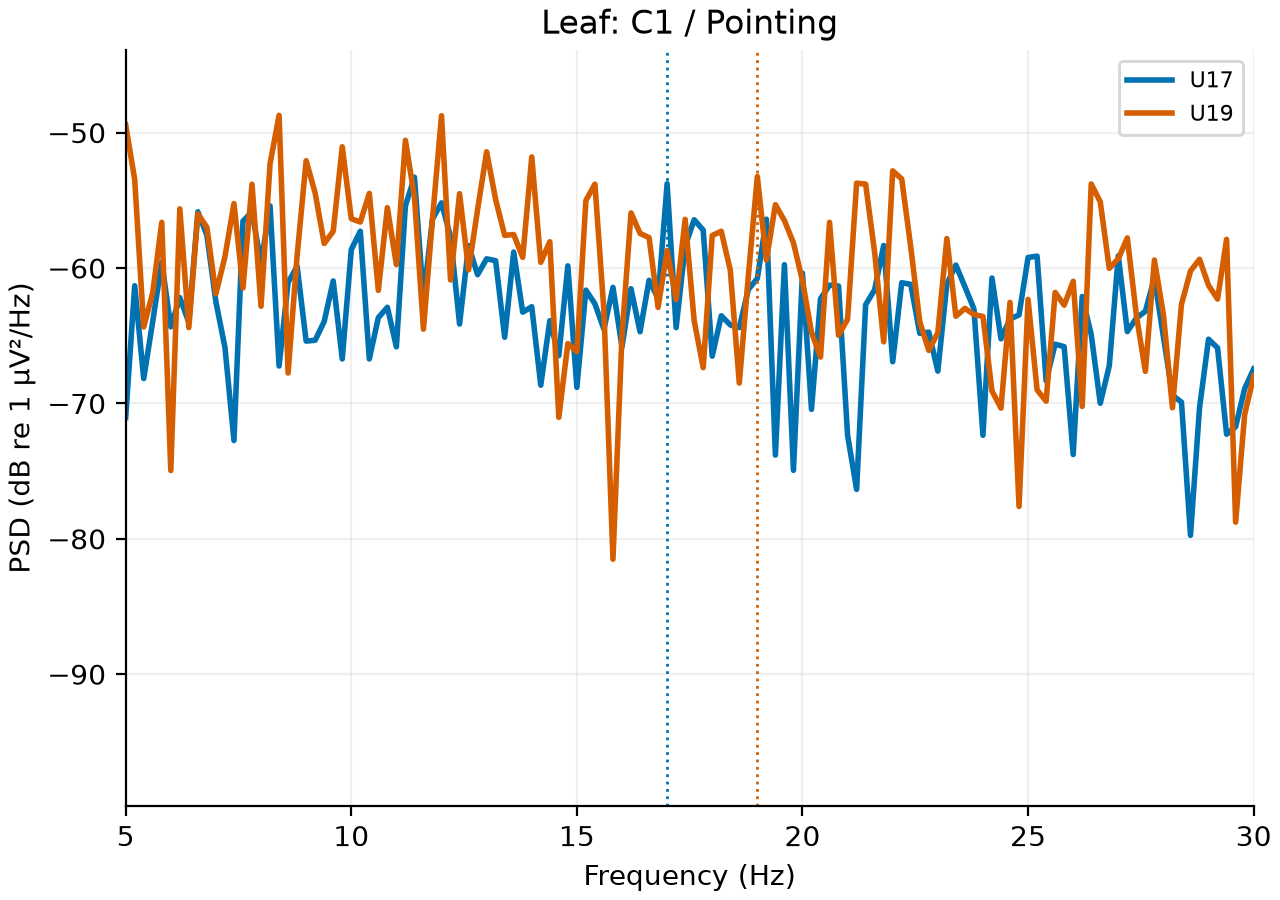 Leaf: C1 / Pointing
U17
U19
PSD (dB re 1 µV²/Hz)
−50
−60
−70
−80
−90
5
10
15
20
25
30
Frequency (Hz)